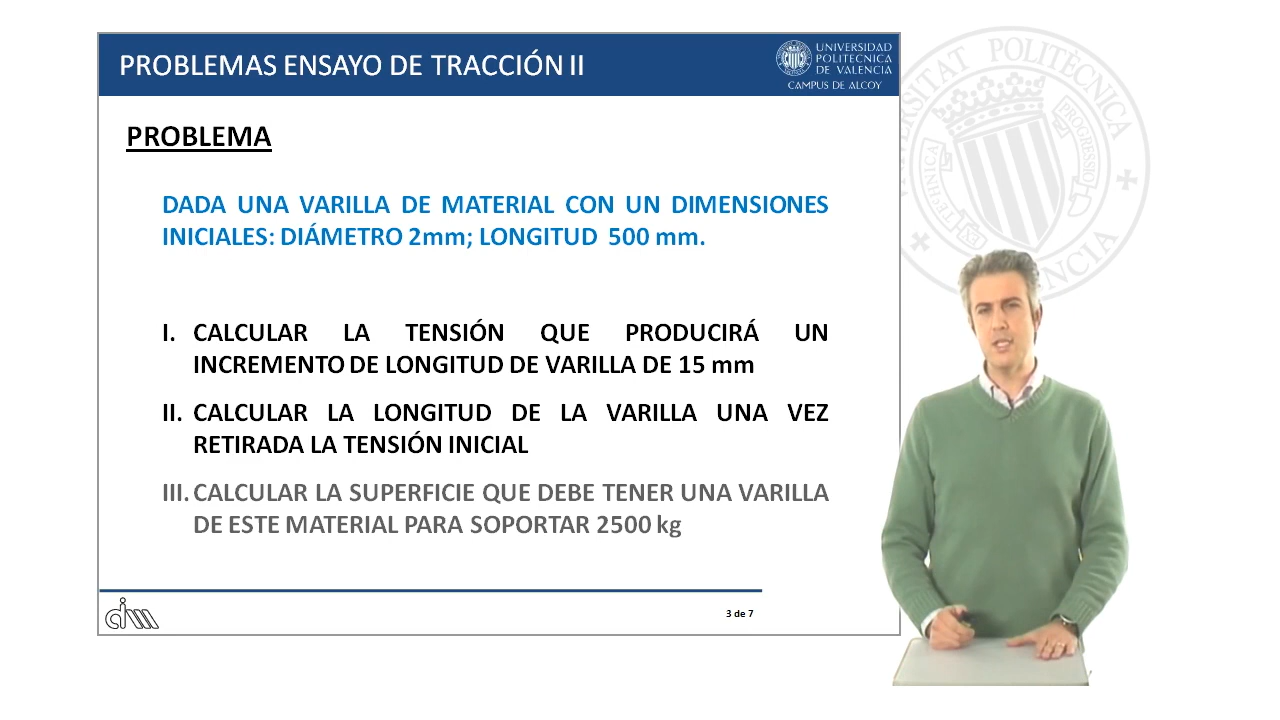 PROBLEMAS ENSAYO DE TRACCIÓN II
UNIVERSIDAD
POLITECNICA
DE VALENCIA
CAMPUS DE ALCOY
PROBLEMA
DADA UNA VARILLA DE MATERIAL CON UN DIMENSIONES
INICIALES: DIÁMETRO 2mm; LONGITUD 500 mm.
I. CALCULAR LA TENSIÓN QUE PRODUCIRÁ UN
INCREMENTO DE LONGITUD DE VARILLA DE 15 mm
II. CALCULAR LA LONGITUD DE LA VARILLA UNA VEZ
RETIRADA LA TENSIÓN INICIAL
III. CALCULAR LA SUPERFICIE QUE DEBE TENER UNA VARILLA
DE ESTE MATERIAL PARA SOPORTAR 2500 kg
3 de 7
POLITÈCNICA